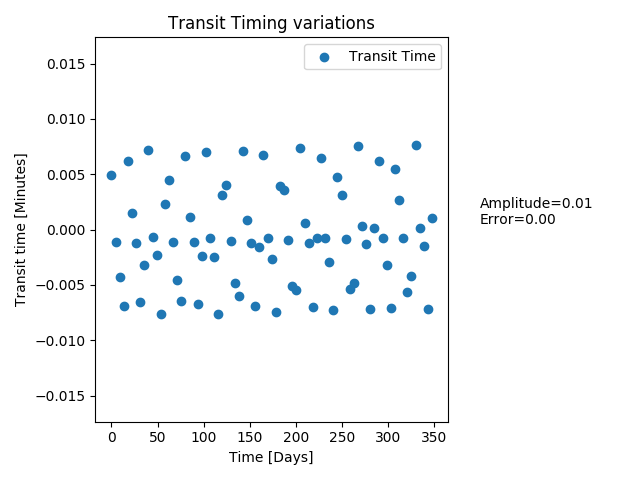 Transit Timing variations
Transit Time
0.015
0.010
0.005
0.000
−0.005
−0.010
−0.015
Transit time [Minutes]
Amplitude=0.01
Error=0.00
0 50 100 150 200 250 300 350
Time [Days]